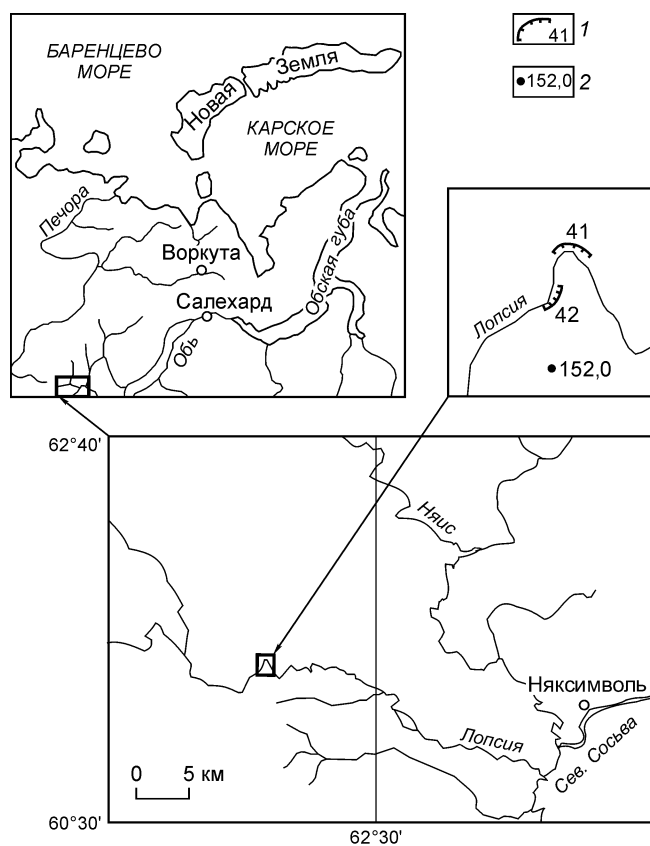 БАРЕНЦЕВО
МОРЕ
Новая
Земля
КАРСКОЕ
МОРЕ
Печора
Воркута
Салехард
Обь
Обская губа
41 1
152,0 2
41
42
Лопсия
152,0
62°40'
Няис
Няксимволь
Лопсия
Сев. Сосьва
0 5 км
60°30'
62°30'